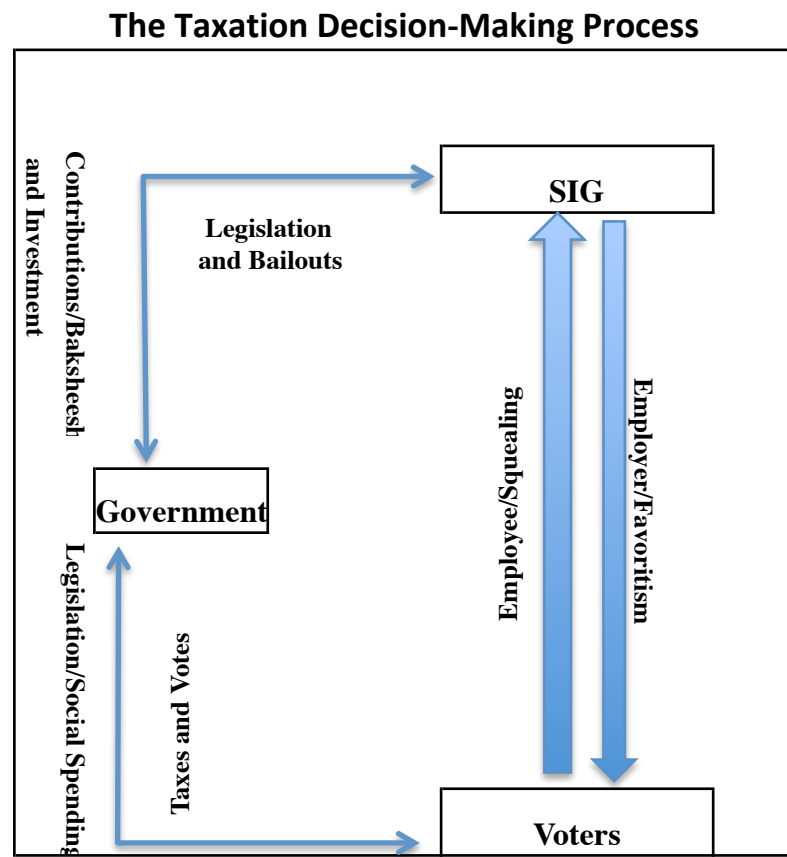 The Taxation Decision-Making Process
SIG
Contributions/Baksheesh
and Investment
Legislation
and Bailouts
Employee/Squealing
Employer/Favoritism
Government
Legislation/Social Spending
Taxes and Votes
Voters